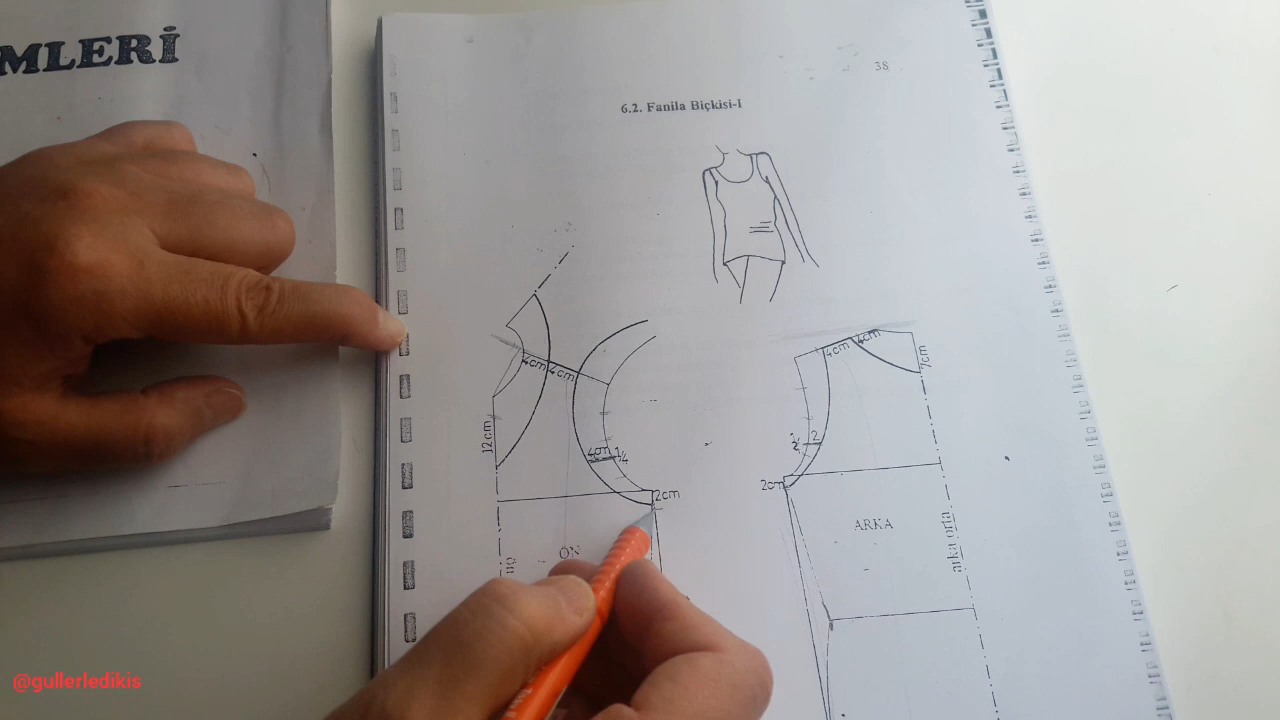 MLERİ
38
6.2. Fanila Biçkisi-I
4cm 4cm
4cm 4cm
7cm
12cm
4cm 1/4
2
2cm
2cm
ARKA
arka orta
ÖN
@gullerledikis